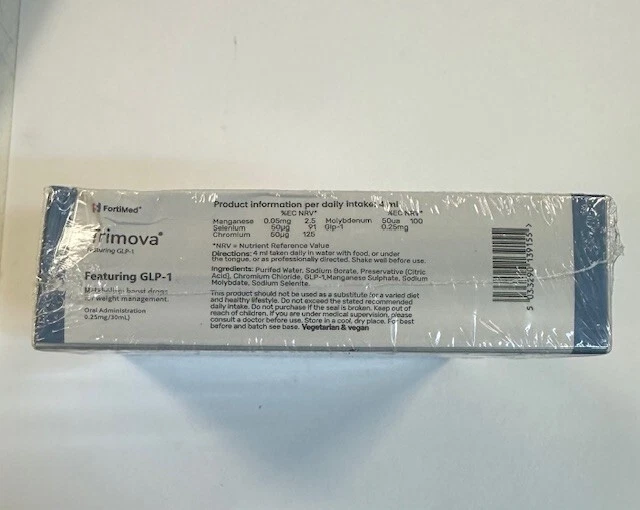 FortiMed®
Trimova®
Featuring GLP-1
Featuring GLP-1
Metabolism boost drops
for weight management.
Oral Administration
0.25mg/30mL)
Product information per daily intake: 4 ml
%EC NRV* %EC NRV*
Manganese 0.05mg 2.5 Molybdenum 50us 100
Selenium 50µg 91 Glp-1 0.25mg
Chromium 50µg 125
*NRV = Nutrient Reference Value
Directions: 4 ml taken daily in water with food, or under
the tongue, or as professionally directed. Shake well before use.
Ingredients: Purifed Water, Sodium Borate, Preservative (Citric
Acid), Chromium Chloride, GLP-1,Manganese Sulphate, Sodium
Molybdate, Sodium Selenite.
This product should not be used as a substitute for a varied diet
and healthy lifestyle. Do not exceed the stated recommended
daily intake. Do not purchase if the seal is broken. Keep out of
reach of children. if you are under medical supervision, please
consult a doctor before use. Store in a cool, dry place. For best
before and batch see base. Vegetarian & vegan